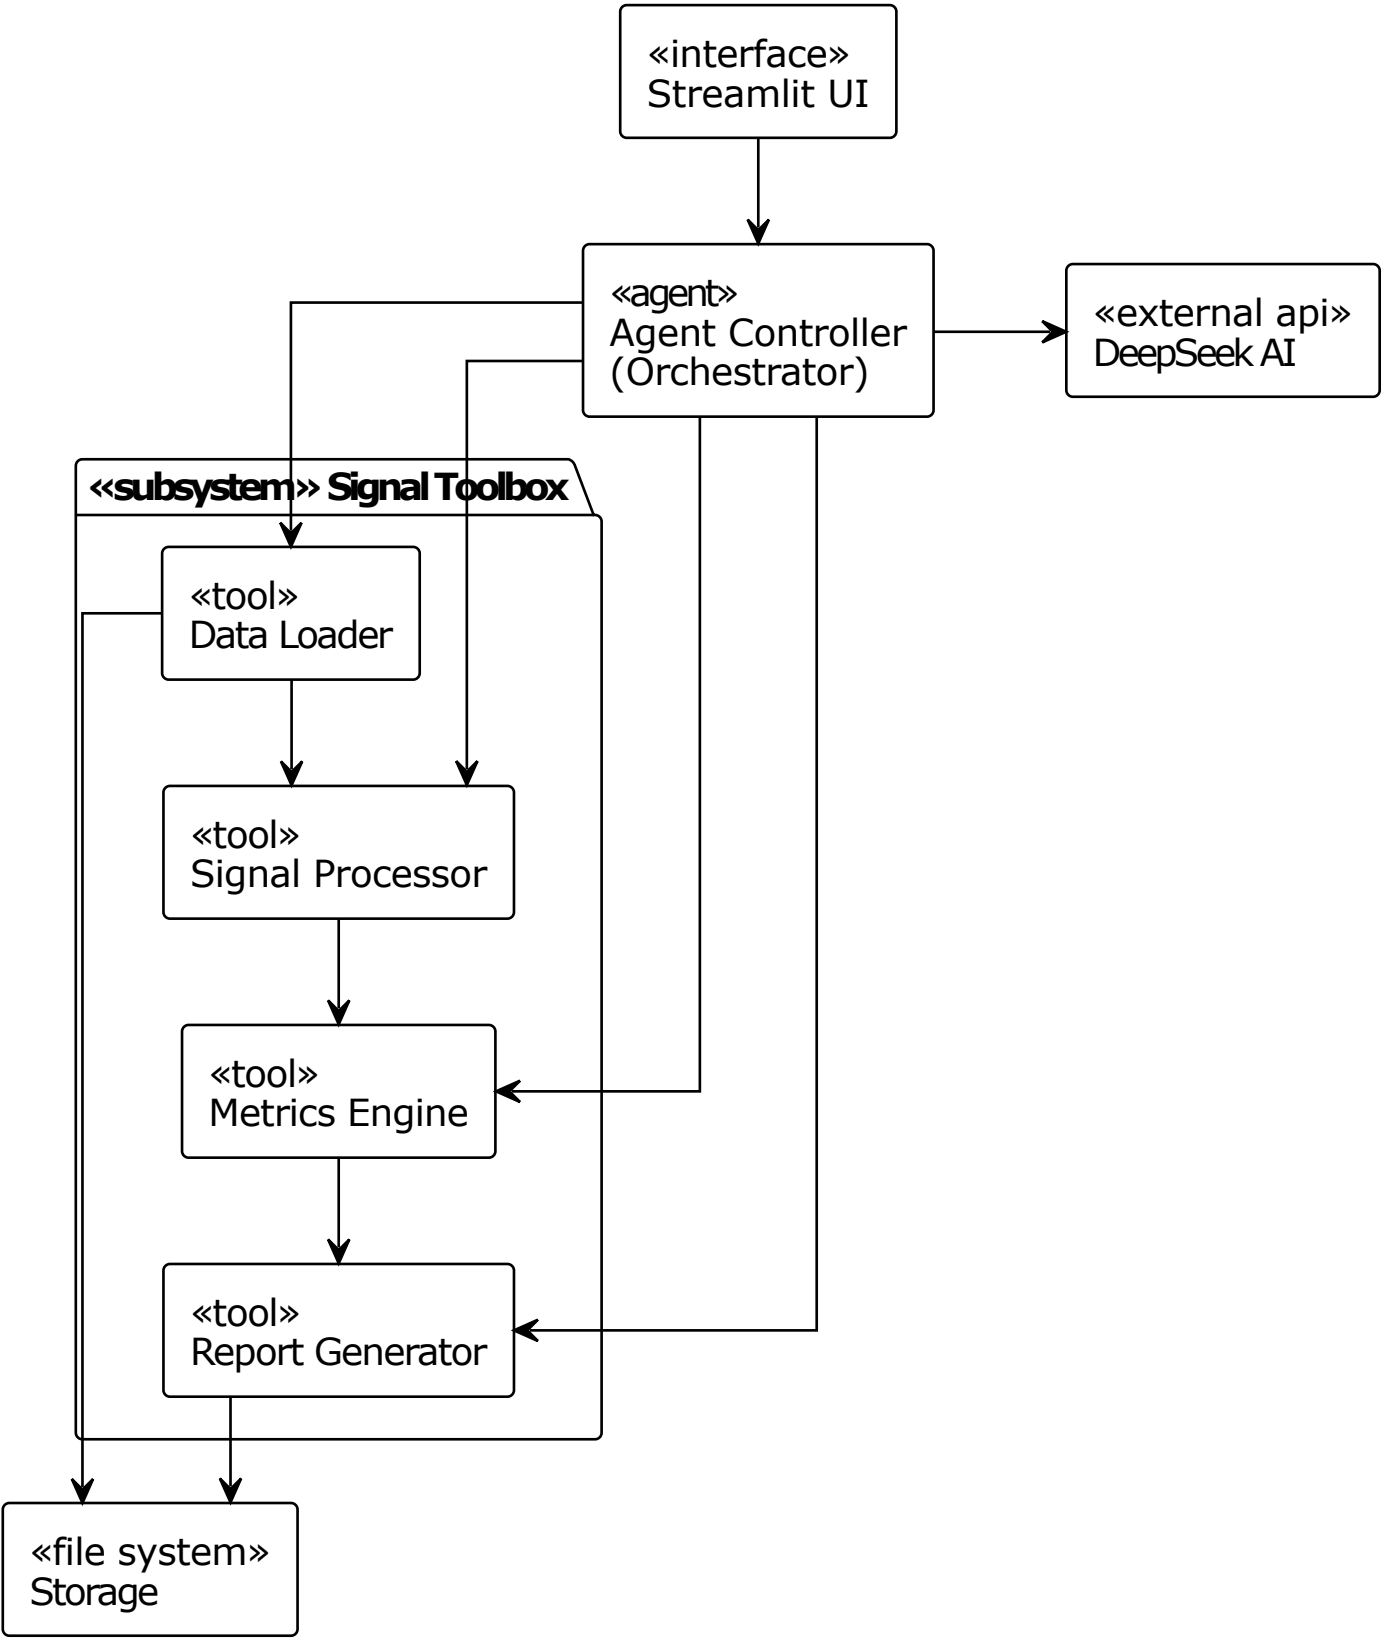 «interface»
Streamlit UI
«agent»
Agent Controller
(Orchestrator)
«external api»
DeepSeek AI
«subsystem» Signal Toolbox
«tool»
Data Loader
«tool»
Signal Processor
«tool»
Metrics Engine
«tool»
Report Generator
«file system»
Storage